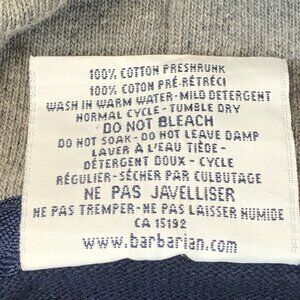 100% COTTON PRESHRUNK
100% COTON PRÉ-RÉTRÉCI
WASH IN WARM WATER-MILD DETERGENT
NORMAL CYCLE - TUMBLE DRY
DO NOT BLEACH
DO NOT SOAK-DO NOT LEAVE DAMP
LAVER À L'EAU TIÈDE-
DÉTERGENT DOUX - CYCLE
RÉGULIER-SÉCHER PAR CULBUTAGE
NE PAS JAVELLISER
NE PAS TREMPER-NE PAS LAISSER HUMIDE
CA 15192
www.barbarian.com